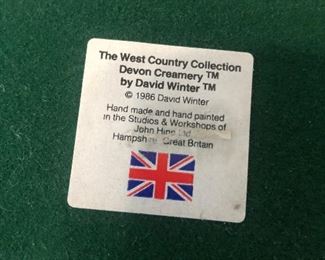 The West Country Collection
Devon Creamery ™
by David Winter ™
© 1986 David Winter
Hand made and hand painted
in the Studios & Workshops of
John Hine Ltd
Hampshire Great Britain